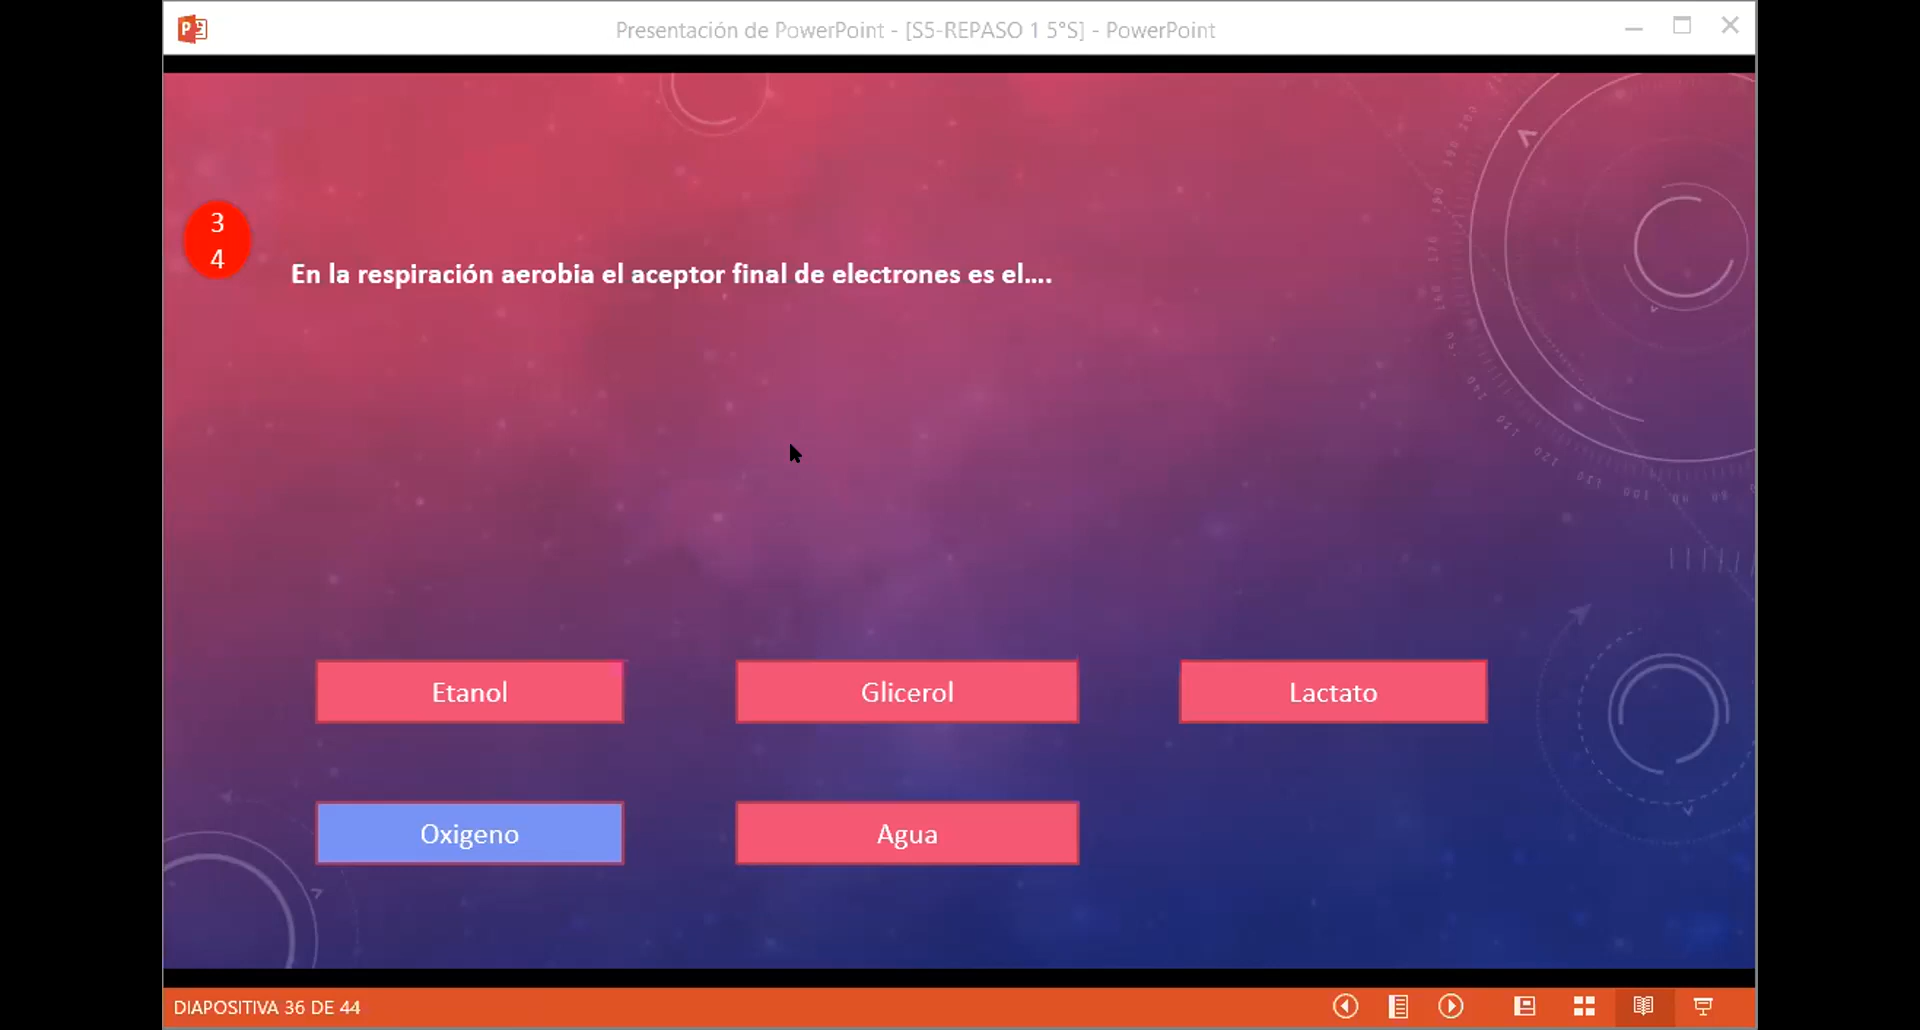 Presentación de PowerPoint - [S5-REPASO 1 5°S] - PowerPoint
3
4
En la respiración aerobia el aceptor final de electrones es el....
Etanol
Glicerol
Lactato
Oxigeno
Agua
DIAPOSITIVA 36 DE 44